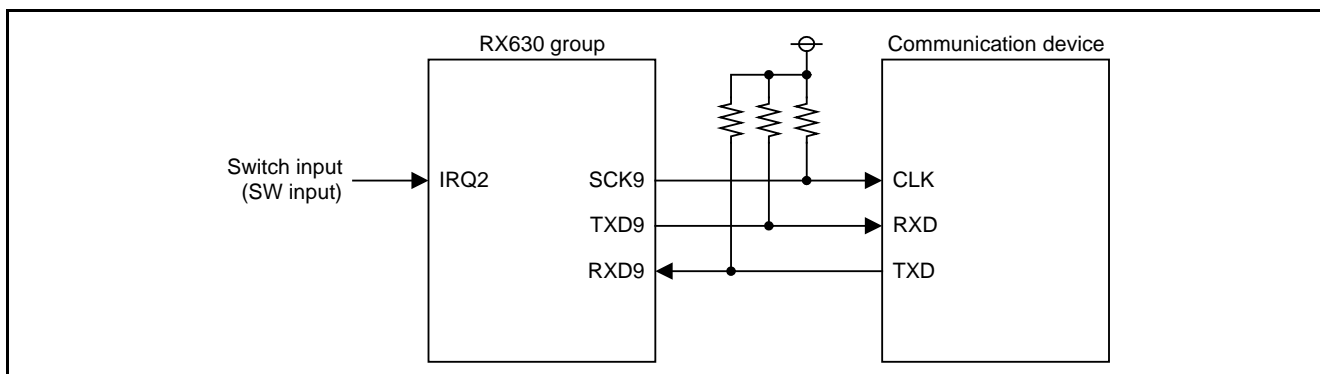 RX630 group
Communication device
Switch input
(SW input)
IRQ2
SCK9
CLK
TXD9
RXD
RXD9
TXD